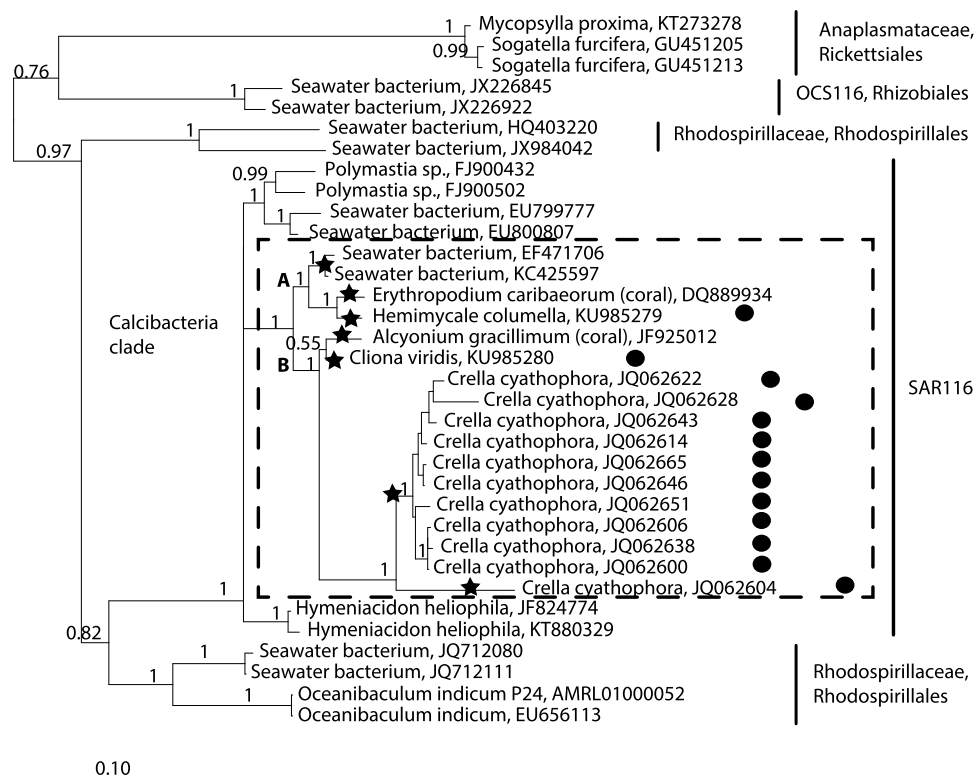 1
Mycopsylla proxima, KT273278
0.99
Sogatella furcifera, GU451205
Sogatella furcifera, GU451213
Anaplasmataceae,
Rickettsiales
0.76
1
Seawater bacterium, JX226845
Seawater bacterium, JX226922
OCS116, Rhizobiales
0.97
1
Seawater bacterium, HQ403220
Seawater bacterium, JX984042
Rhodospirillaceae, Rhodospirillales
0.99
Polymastia sp., FJ900432
1
Polymastia sp., FJ900502
1
Seawater bacterium, EU799777
Seawater bacterium, EU800807
1
Seawater bacterium, EF471706
A
1
Seawater bacterium, KC425597
1
Erythropodium caribaeorum (coral), DQ889934
Hemimycale columella, KU985279
Calcibacteria
clade
1
0.55
Alcyonium gracillimum (coral), JF925012
B
1
Cliona viridis, KU985280
Crella cyathophora, JQ062622
SAR116
Crella cyathophora, JQ062628
Crella cyathophora, JQ062643
Crella cyathophora, JQ062614
Crella cyathophora, JQ062665
1
Crella cyathophora, JQ062646
Crella cyathophora, JQ062651
Crella cyathophora, JQ062606
1
Crella cyathophora, JQ062638
Crella cyathophora, JQ062600
1
Crella cyathophora, JQ062604
1
Hymeniacidon heliophila, JF824774
1
Hymeniacidon heliophila, KT880329
0.82
1
Seawater bacterium, JQ712080
1
Seawater bacterium, JQ712111
1
Oceanibaculum indicum P24, AMRL01000052
Oceanibaculum indicum, EU656113
Rhodospirillaceae,
Rhodospirillales
0.10